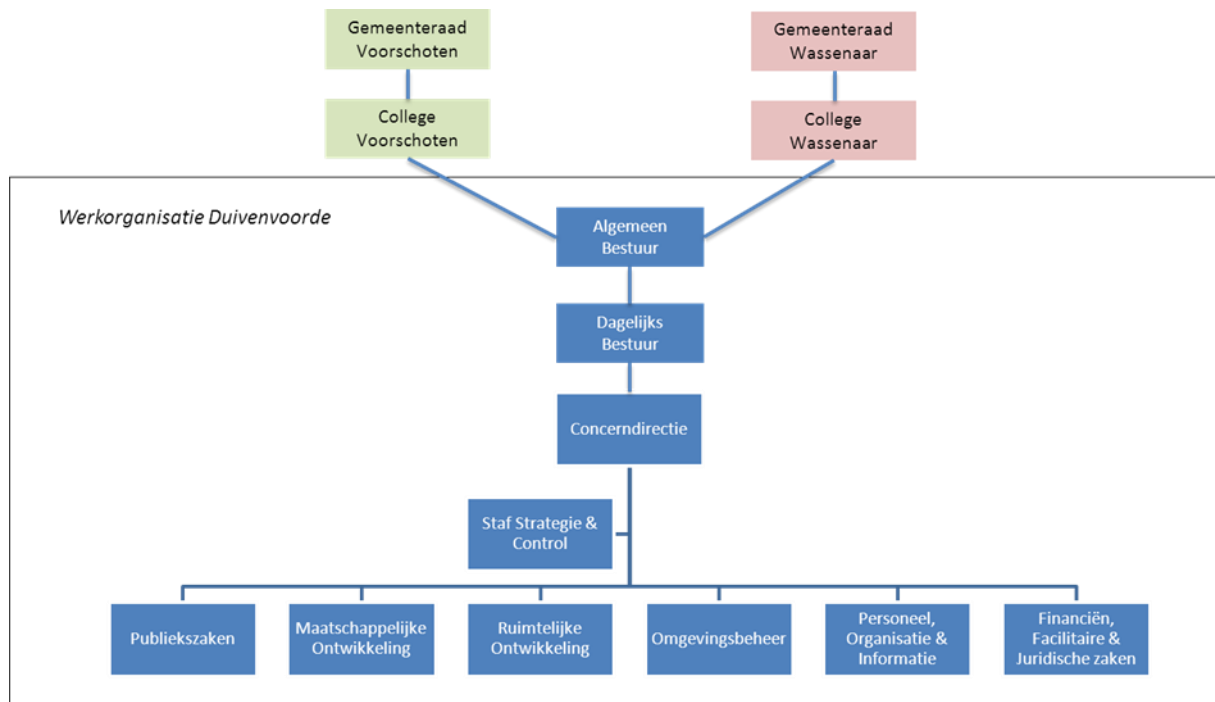 Gemeenteraad
Voorschoten
Gemeenteraad
Wassenaar
College
Voorschoten
College
Wassenaar
Werkorganisatie Duivenvoorde
Algemeen
Bestuur
Dagelijks
Bestuur
Concerndirectie
Staf Strategie &
Control
Publiekszaken
Maatschappelijke
Ontwikkeling
Ruimtelijke
Ontwikkeling
Omgevingsbeheer
Personeel,
Organisatie &
Informatie
Financiën,
Facilitaire &
Juridische zaken